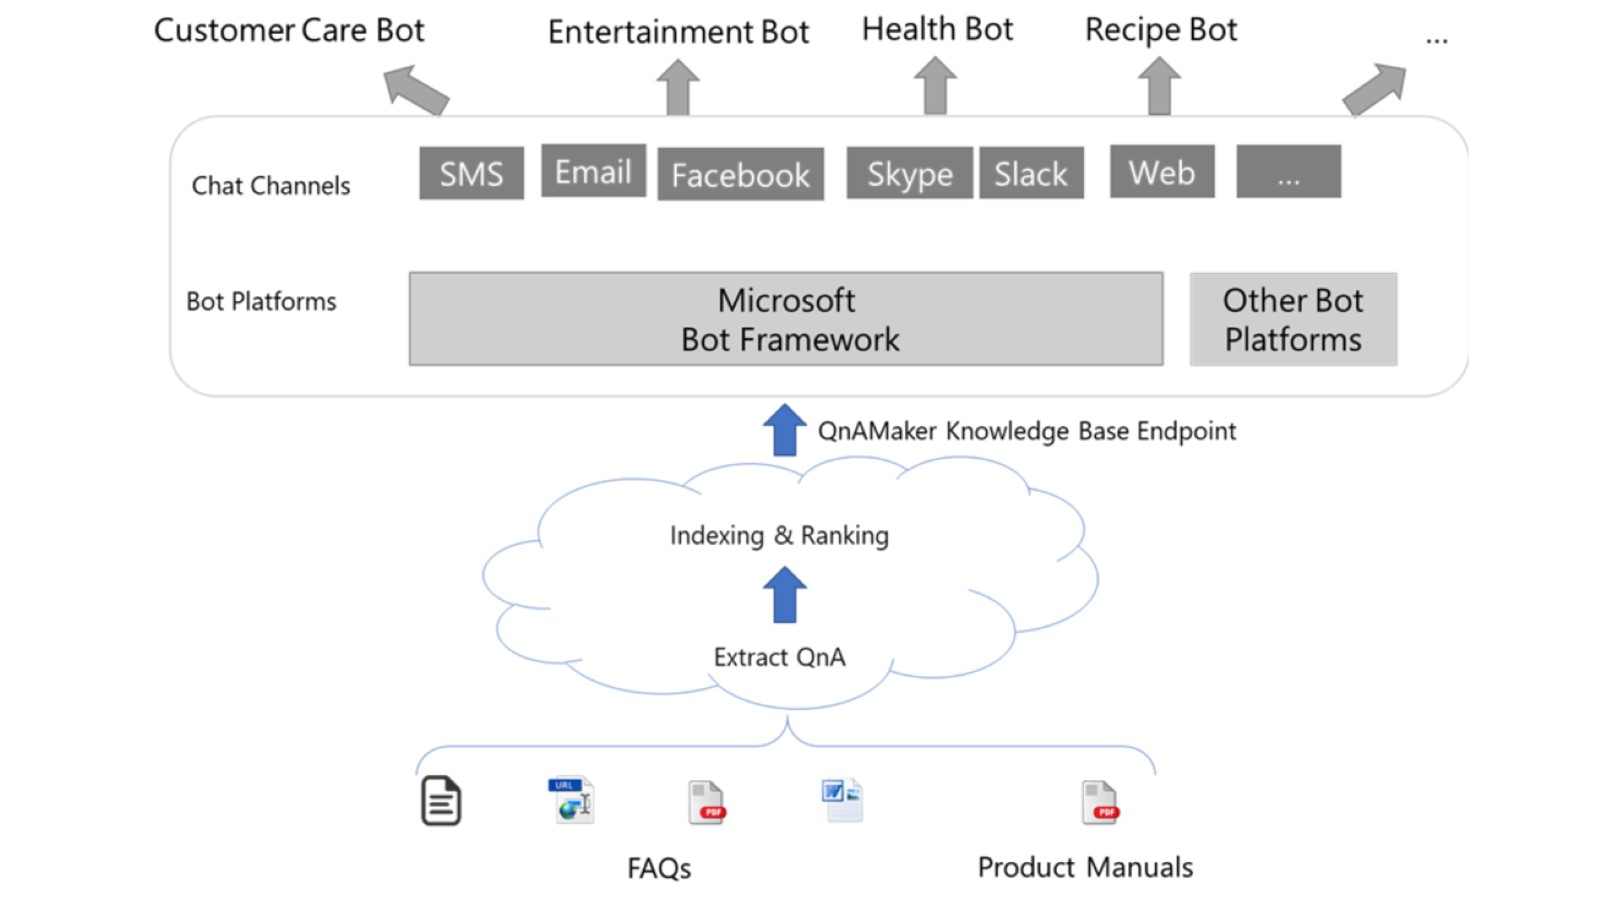 Customer Care Bot
Entertainment Bot
Health Bot
Recipe Bot
...
Chat Channels
SMS
Email
Facebook
Skype
Slack
Web
...
Bot Platforms
Microsoft
Bot Framework
Other Bot
Platforms
QnAMaker Knowledge Base Endpoint
Indexing & Ranking
Extract QnA
URL
PDF
W
PDF
FAQs
Product Manuals